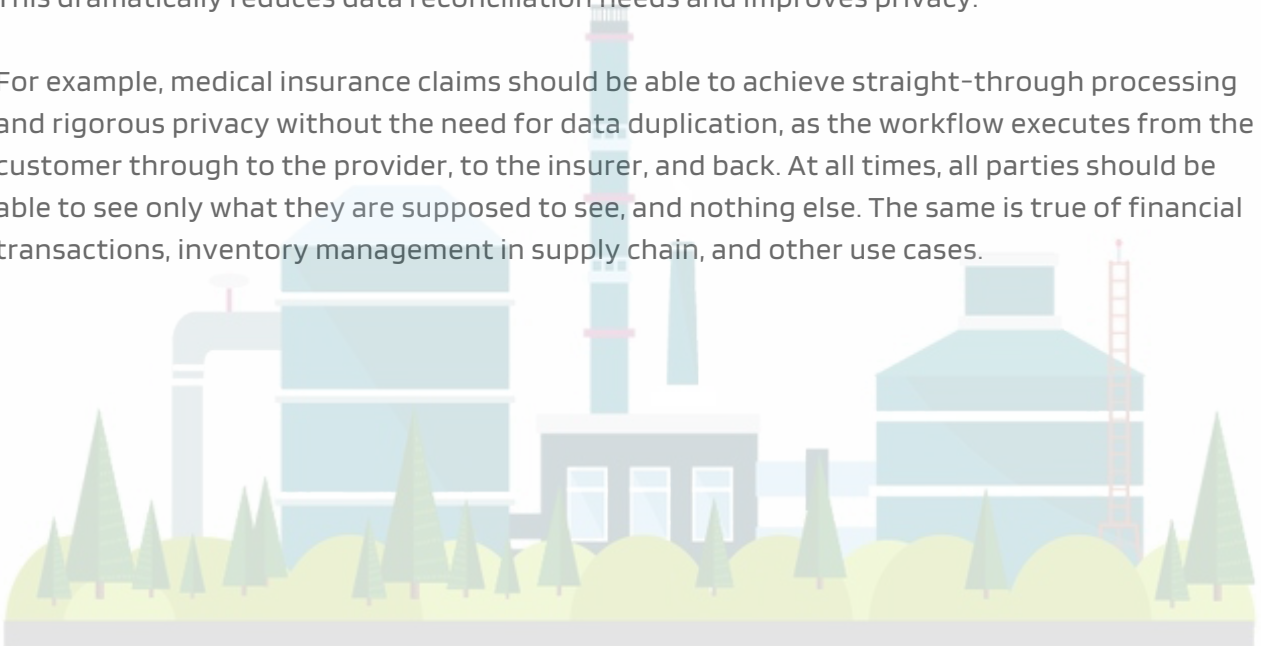 This dramatically reduces data reconciliation needs and improves privacy.
For example, medical insurance claims should be able to achieve straight-through processing
and rigorous privacy without the need for data duplication, as the workflow executes from the
customer through to the provider, to the insurer, and back. At all times, all parties should be
able to see only what they are supposed to see, and nothing else. The same is true of financial
transactions, inventory management in supply chain, and other use cases.